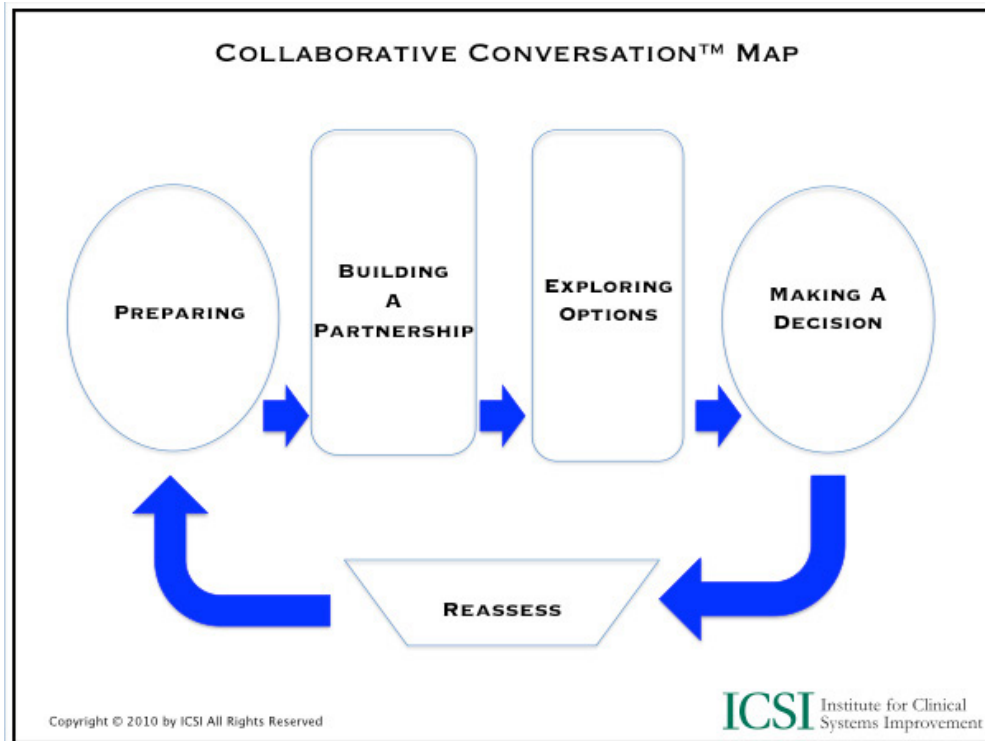 COLLABORATIVE CONVERSATION™ MAP
PREPARING
BUILDING
A
PARTNERSHIP
EXPLORING
OPTIONS
MAKING A
DECISION
REASSESS
Copyright © 2010 by ICSI All Rights Reserved
ICSI
Institute for Clinical
Systems Improvement